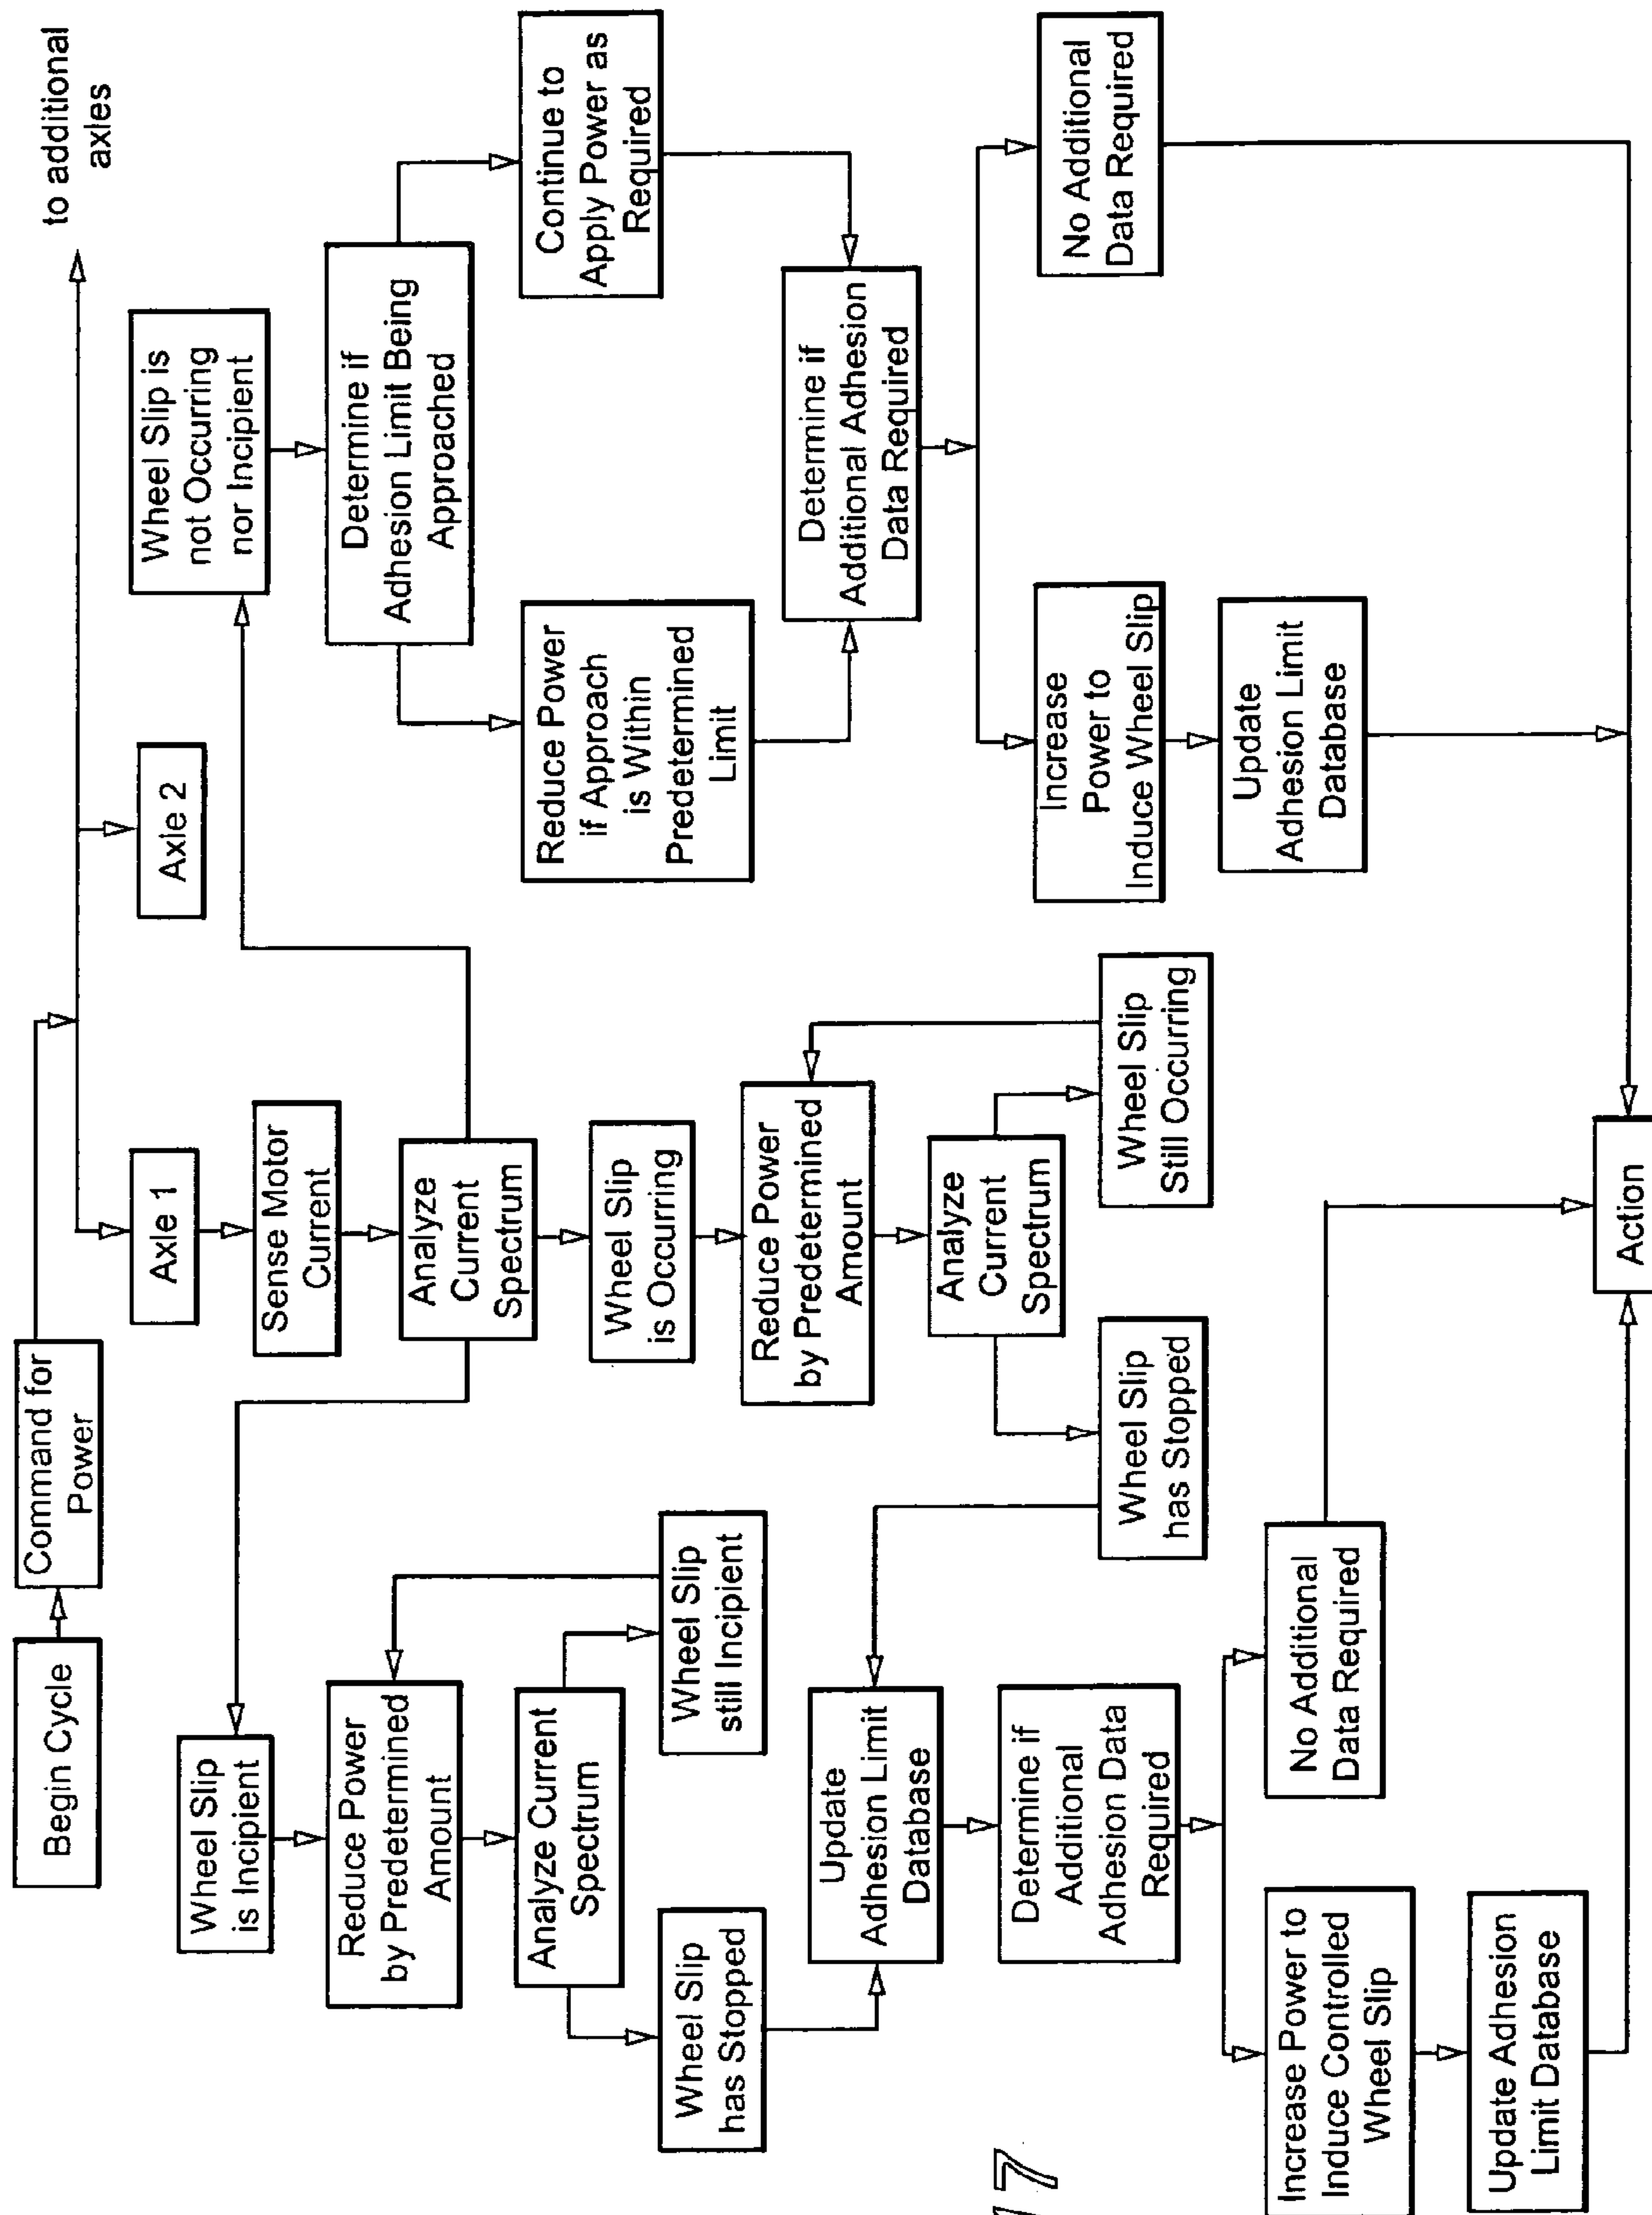 Begin Cycle
Command for
Power
to additional
axles
Axle 1
Axle 2
Sense Motor
Current
Analyze
Current
Spectrum
Wheel Slip
is Incipient
Reduce Power
by Predetermined
Amount
Analyze Current
Spectrum
Wheel Slip
has Stopped
Wheel Slip
still Incipient
Wheel Slip
is Occurring
Reduce Power
by Predetermined
Amount
Analyze
Current
Spectrum
Wheel Slip
has Stopped
Wheel Slip
Still Occurring
Update
Adhesion Limit
Database
Determine if
Additional
Adhesion Data
Required
Increase Power to
Induce Controlled
Wheel Slip
Update Adhesion
Limit Database
No Additional
Data Required
Wheel Slip is
not Occurring
nor Incipient
Determine if
Adhesion Limit Being
Approached
Reduce Power
if Approach
is Within
Predetermined
Limit
Continue to
Apply Power as
Required
Determine if
Additional Adhesion
Data Required
Increase
Power to
Induce Wheel Slip
Update
Adhesion Limit
Database
No Additional
Data Required
Action
17